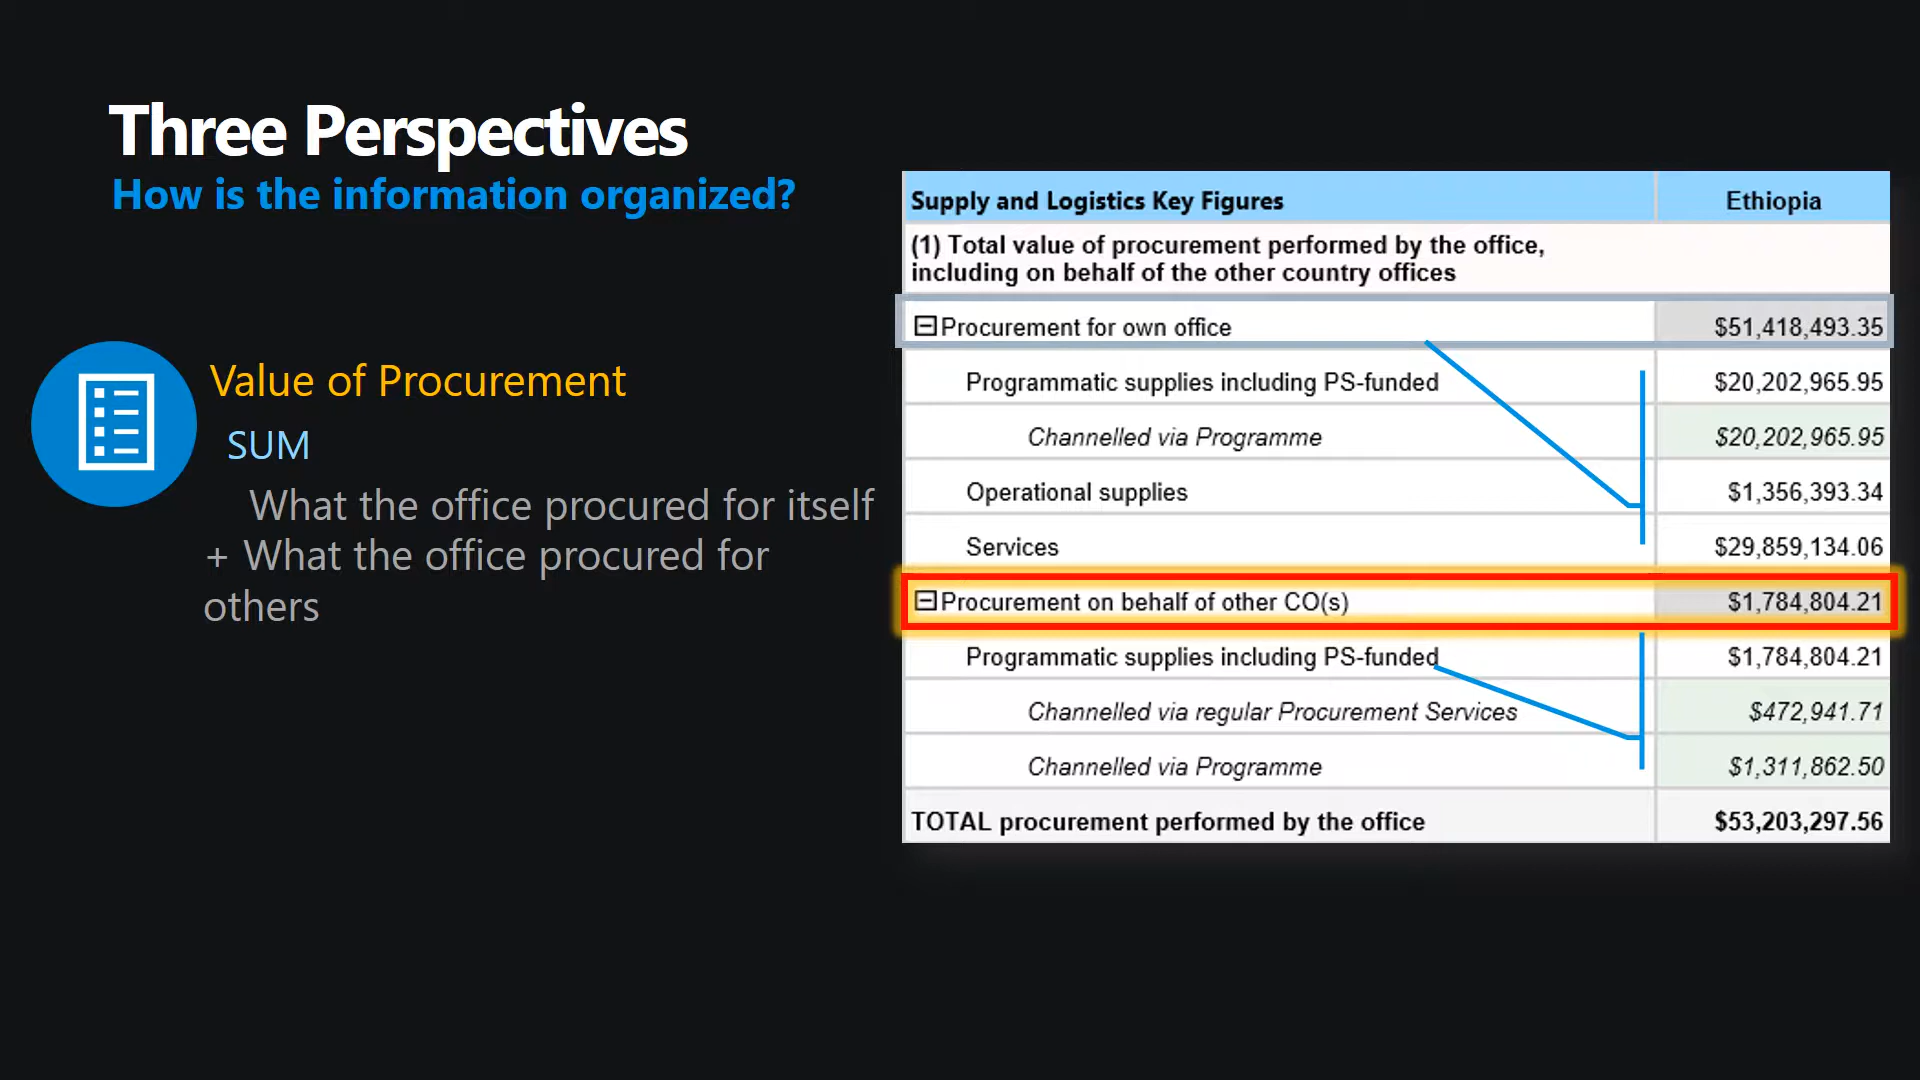 Three Perspectives
How is the information organized?
Value of Procurement
SUM
What the office procured for itself
+ What the office procured for
others
Supply and Logistics Key Figures Ethiopia
(1) Total value of procurement performed by the office,
including on behalf of the other country offices
Procurement for own office $51,418,493.35
Programmatic supplies including PS-funded $20,202,965.95
Channelled via Programme $20,202,965.95
Operational supplies $1,356,393.34
Services $29,859,134.06
Procurement on behalf of other CO(s) $1,784,804.21
Programmatic supplies including PS-funded $1,784,804.21
Channelled via regular Procurement Services $472,941.71
Channelled via Programme $1,311,862.50
TOTAL procurement performed by the office $53,203,297.56